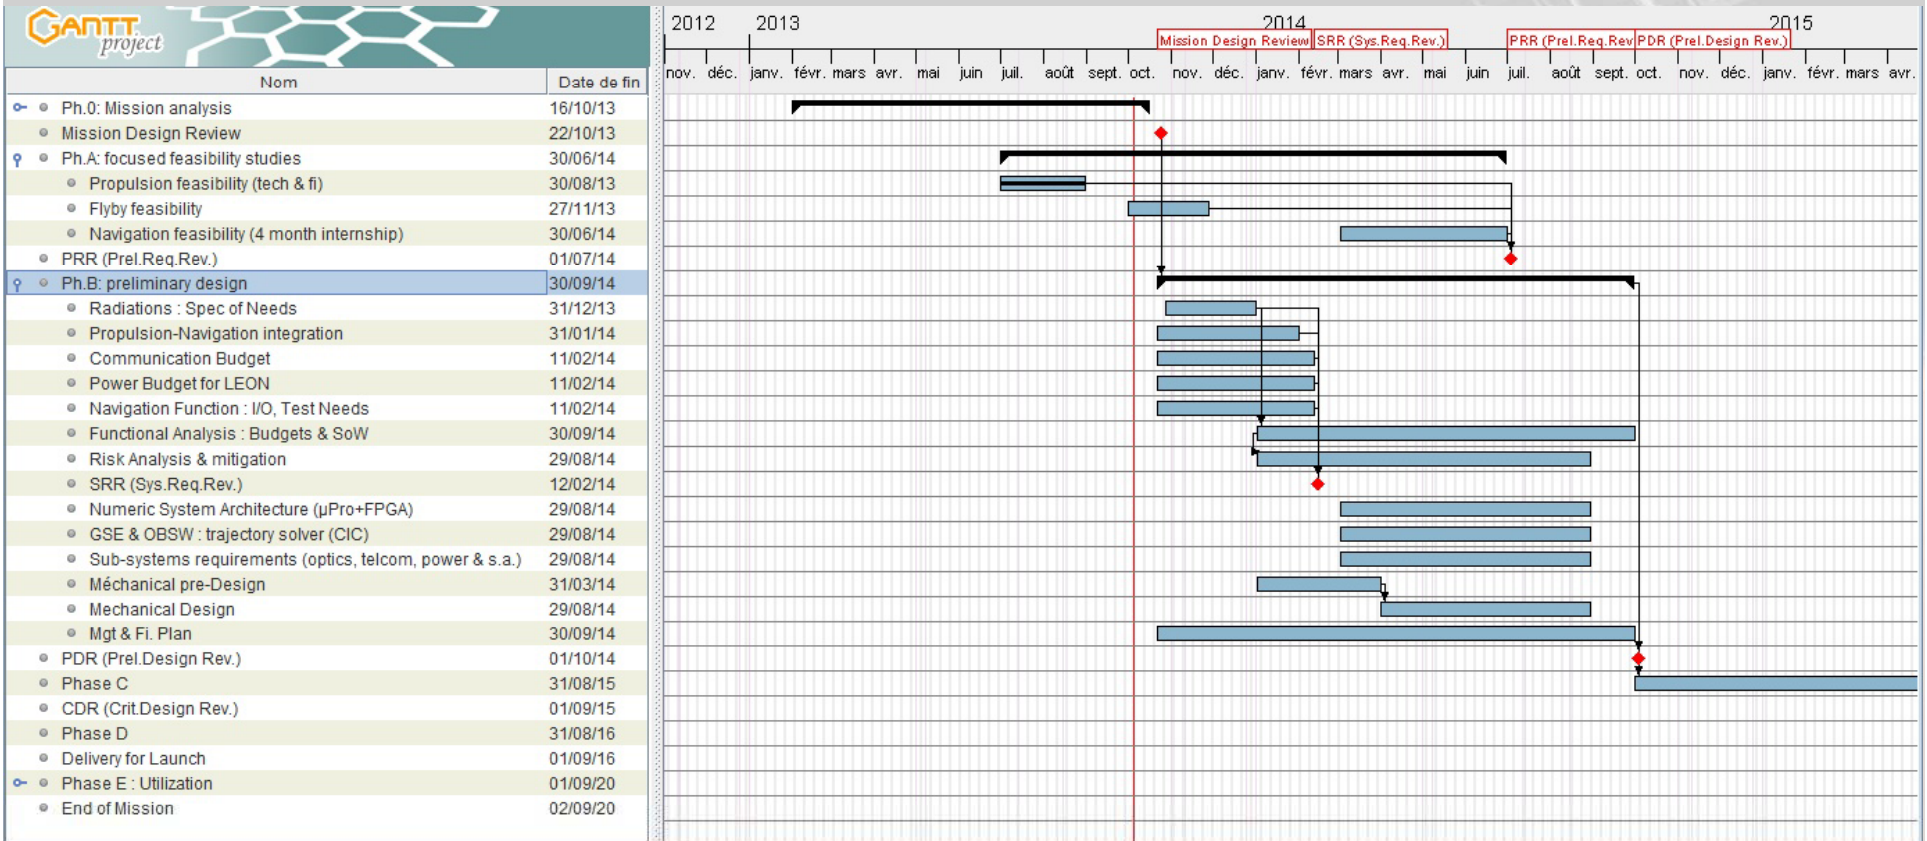 GANTT
project
2012 2013 2014 2015
Mission Design Review SRR (Sys.Req.Rev.) PRR (Prel.Req.Rev PDR (Prel.Design Rev.)
nov. déc. janv. févr. mars avr. mai juin juil. août sept. oct. nov. déc. janv. févr. mars avr. mai juin juil. août sept. oct. nov. déc. janv. févr. mars avr.
Nom Date de fin
Ph.0: Mission analysis 16/10/13
Mission Design Review 22/10/13
Ph.A: focused feasibility studies 30/06/14
Propulsion feasibility (tech & fi) 30/08/13
Flyby feasibility 27/11/13
Navigation feasibility (4 month internship) 30/06/14
PRR (Prel.Req.Rev.) 01/07/14
Ph.B: preliminary design 30/09/14
Radiations : Spec of Needs 31/12/13
Propulsion-Navigation integration 31/01/14
Communication Budget 11/02/14
Power Budget for LEON 11/02/14
Navigation Function : I/O, Test Needs 11/02/14
Functional Analysis : Budgets & SoW 30/09/14
Risk Analysis & mitigation 29/08/14
SRR (Sys.Req.Rev.) 12/02/14
Numeric System Architecture (µPro+FPGA) 29/08/14
GSE & OBSW : trajectory solver (CIC) 29/08/14
Sub-systems requirements (optics, telcom, power & s.a.) 29/08/14
Méchanical pre-Design 31/03/14
Mechanical Design 29/08/14
Mgt & Fi. Plan 30/09/14
PDR (Prel.Design Rev.) 01/10/14
Phase C 31/08/15
CDR (Crit.Design Rev.) 01/09/15
Phase D 31/08/16
Delivery for Launch 01/09/16
Phase E : Utilization 01/09/20
End of Mission 02/09/20